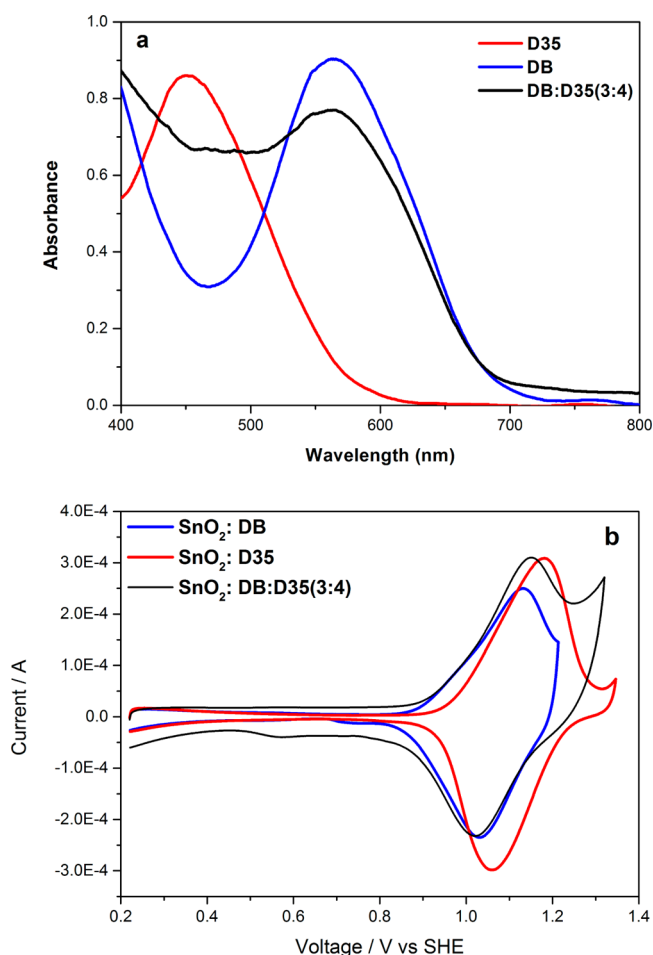 a
D35
DB
DB:D35(3:4)
1.0
0.8
0.6
0.4
0.2
0.0
Absorbance
400
500
600
700
800
Wavelength (nm)
b
SnO2: DB
SnO2: D35
SnO2: DB:D35(3:4)
4.0E-4
3.0E-4
2.0E-4
1.0E-4
0.0
-1.0E-4
-2.0E-4
-3.0E-4
Current / A
0.2
0.4
0.6
0.8
1.0
1.2
1.4
Voltage / V vs SHE